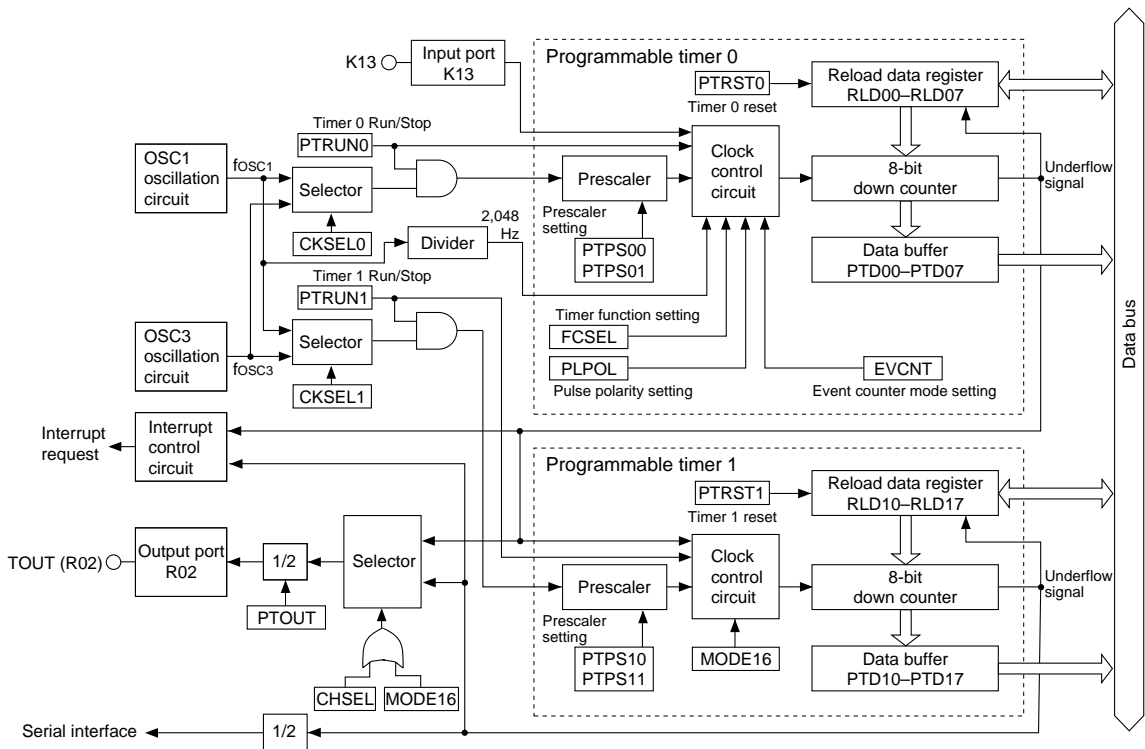 K13
Input port
K13
Programmable timer 0
PTRST0
Timer 0 reset
Reload data register
RLD00–RLD07
Timer 0 Run/Stop
PTRUN0
OSC1
oscillation
circuit
fOSC1
Selector
CKSEL0
Prescaler
Prescaler
setting
PTPS00
PTPS01
Clock
control
circuit
8-bit
down counter
Underflow
signal
Data buffer
PTD00–PTD07
2,048
Hz
Divider
Timer 1 Run/Stop
PTRUN1
OSC3
oscillation
circuit
fOSC3
Selector
CKSEL1
Timer function setting
FCSEL
PLPOL
Pulse polarity setting
EVCNT
Event counter mode setting
Data bus
Interrupt
request
Interrupt
control
circuit
Programmable timer 1
PTRST1
Timer 1 reset
Reload data register
RLD10–RLD17
TOUT (R02)
Output port
R02
1/2
PTOUT
Selector
CHSEL
MODE16
Prescaler
Prescaler
setting
PTPS10
PTPS11
Clock
control
circuit
MODE16
8-bit
down counter
Underflow
signal
Data buffer
PTD10–PTD17
Serial interface
1/2